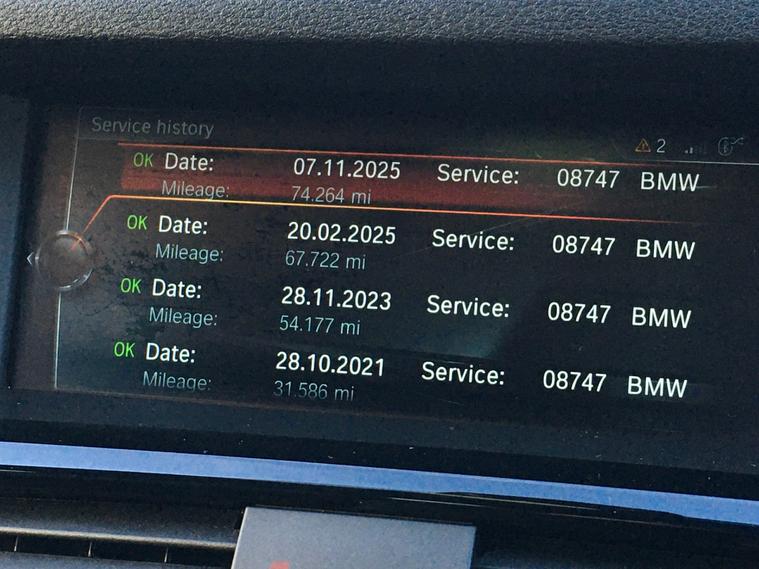 Service history
2
OK Date: 07.11.2025 Service: 08747 BMW
Mileage: 74.264 mi
OK Date: 20.02.2025 Service: 08747 BMW
Mileage: 67.722 mi
OK Date: 28.11.2023 Service: 08747 BMW
Mileage: 54.177 mi
OK Date: 28.10.2021 Service: 08747 BMW
Mileage: 31.586 mi